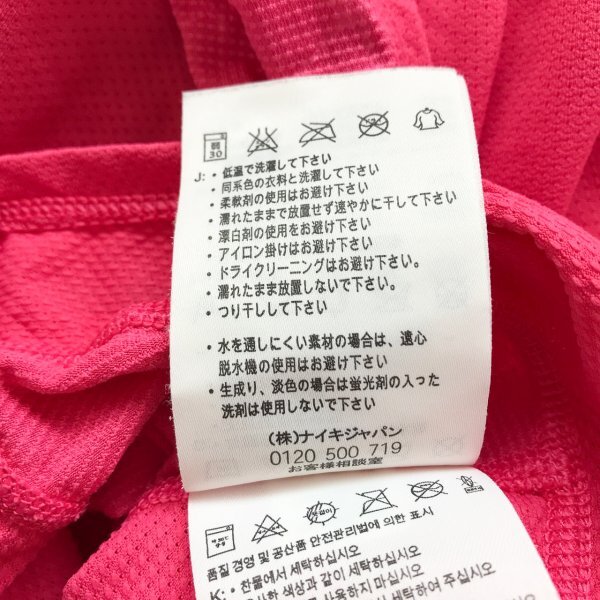 弱
30
J: ・低温で洗濯して下さい
・同系色の衣料と洗濯して下さい
・柔軟剤の使用はお避け下さい
・濡れたままで放置せず速やかに干して下さい
・漂白剤の使用をお避け下さい
・アイロン掛けはお避け下さい
・ドライクリーニングはお避け下さい。
・濡れたまま放置しないで下さい。
・つり干しして下さい
・水を通しにくい素材の場合は、遠心
脱水機の使用はお避け下さい
・生成り、淡色の場合は蛍光剤の入った
洗剤は使用しないで下さい
(株)ナイキジャパン
0120 500 719
お客様相談室
품질 경영 및 공산품 안전관리법에 의한 표시
K: ・찬물에서 세탁하십시오
색상과 같이 세탁하십시오
사용하지 마십시오